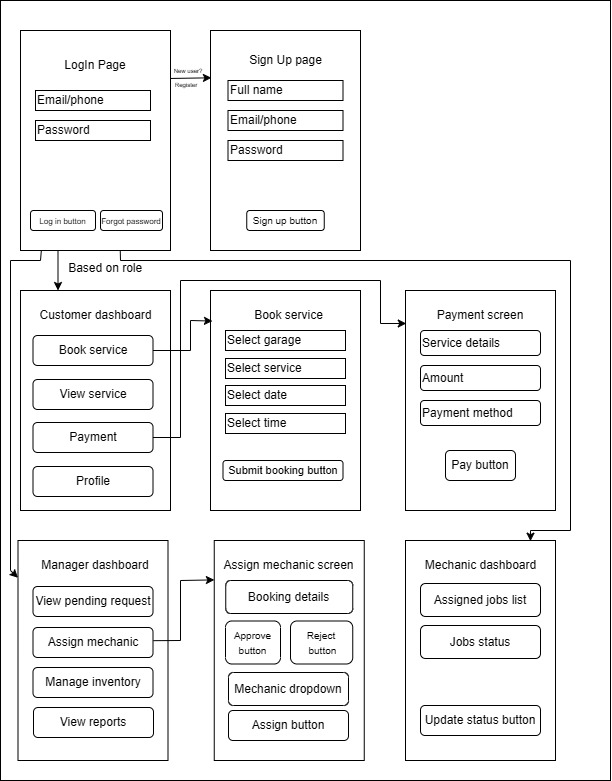 LogIn Page
Email/phone
Password
Log in button
Forgot password
New user?
Register
Sign Up page
Full name
Email/phone
Password
Sign up button
Based on role
Customer dashboard
Book service
View service
Payment
Profile
Book service
Select garage
Select service
Select date
Select time
Submit booking button
Payment screen
Service details
Amount
Payment method
Pay button
Manager dashboard
View pending request
Assign mechanic
Manage inventory
View reports
Assign mechanic screen
Booking details
Approve
button
Reject
button
Mechanic dropdown
Assign button
Mechanic dashboard
Assigned jobs list
Jobs status
Update status button